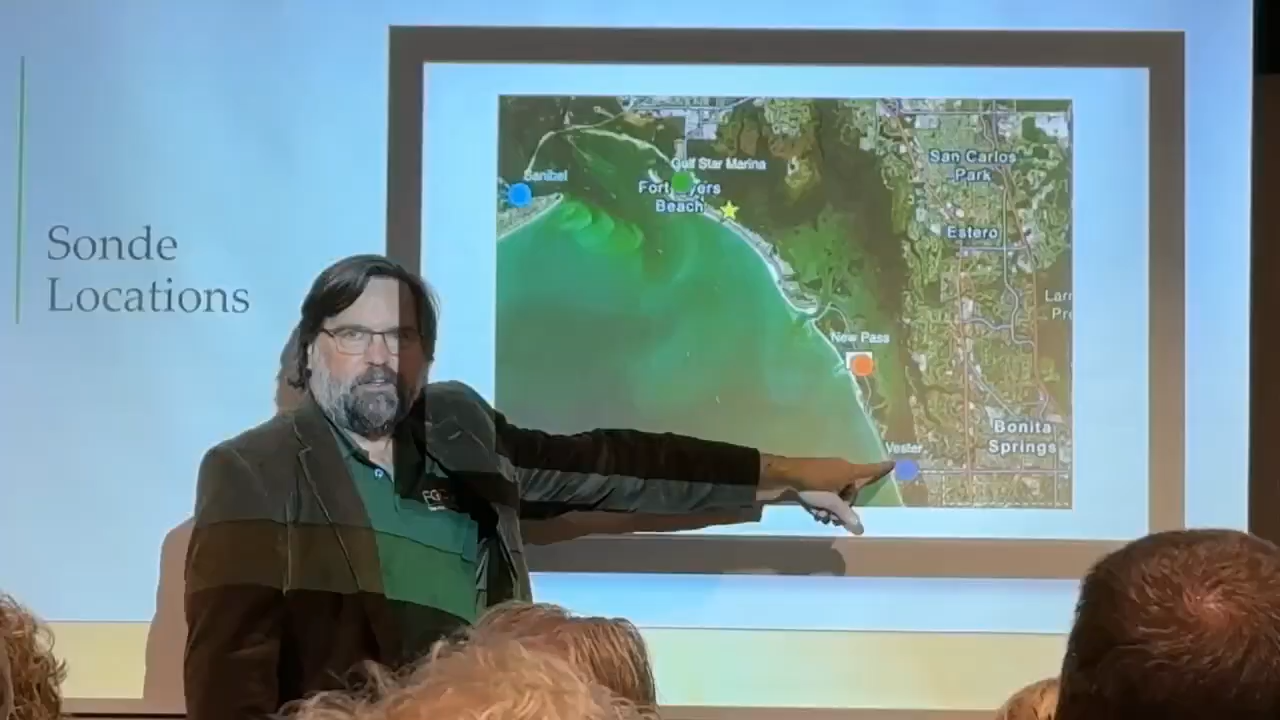 Sonde
Locations
Sanibel
Gulf Star Marina
Fort Myers
Beach
San Carlos
Park
Estero
New Pass
Vester
Bonita
Springs